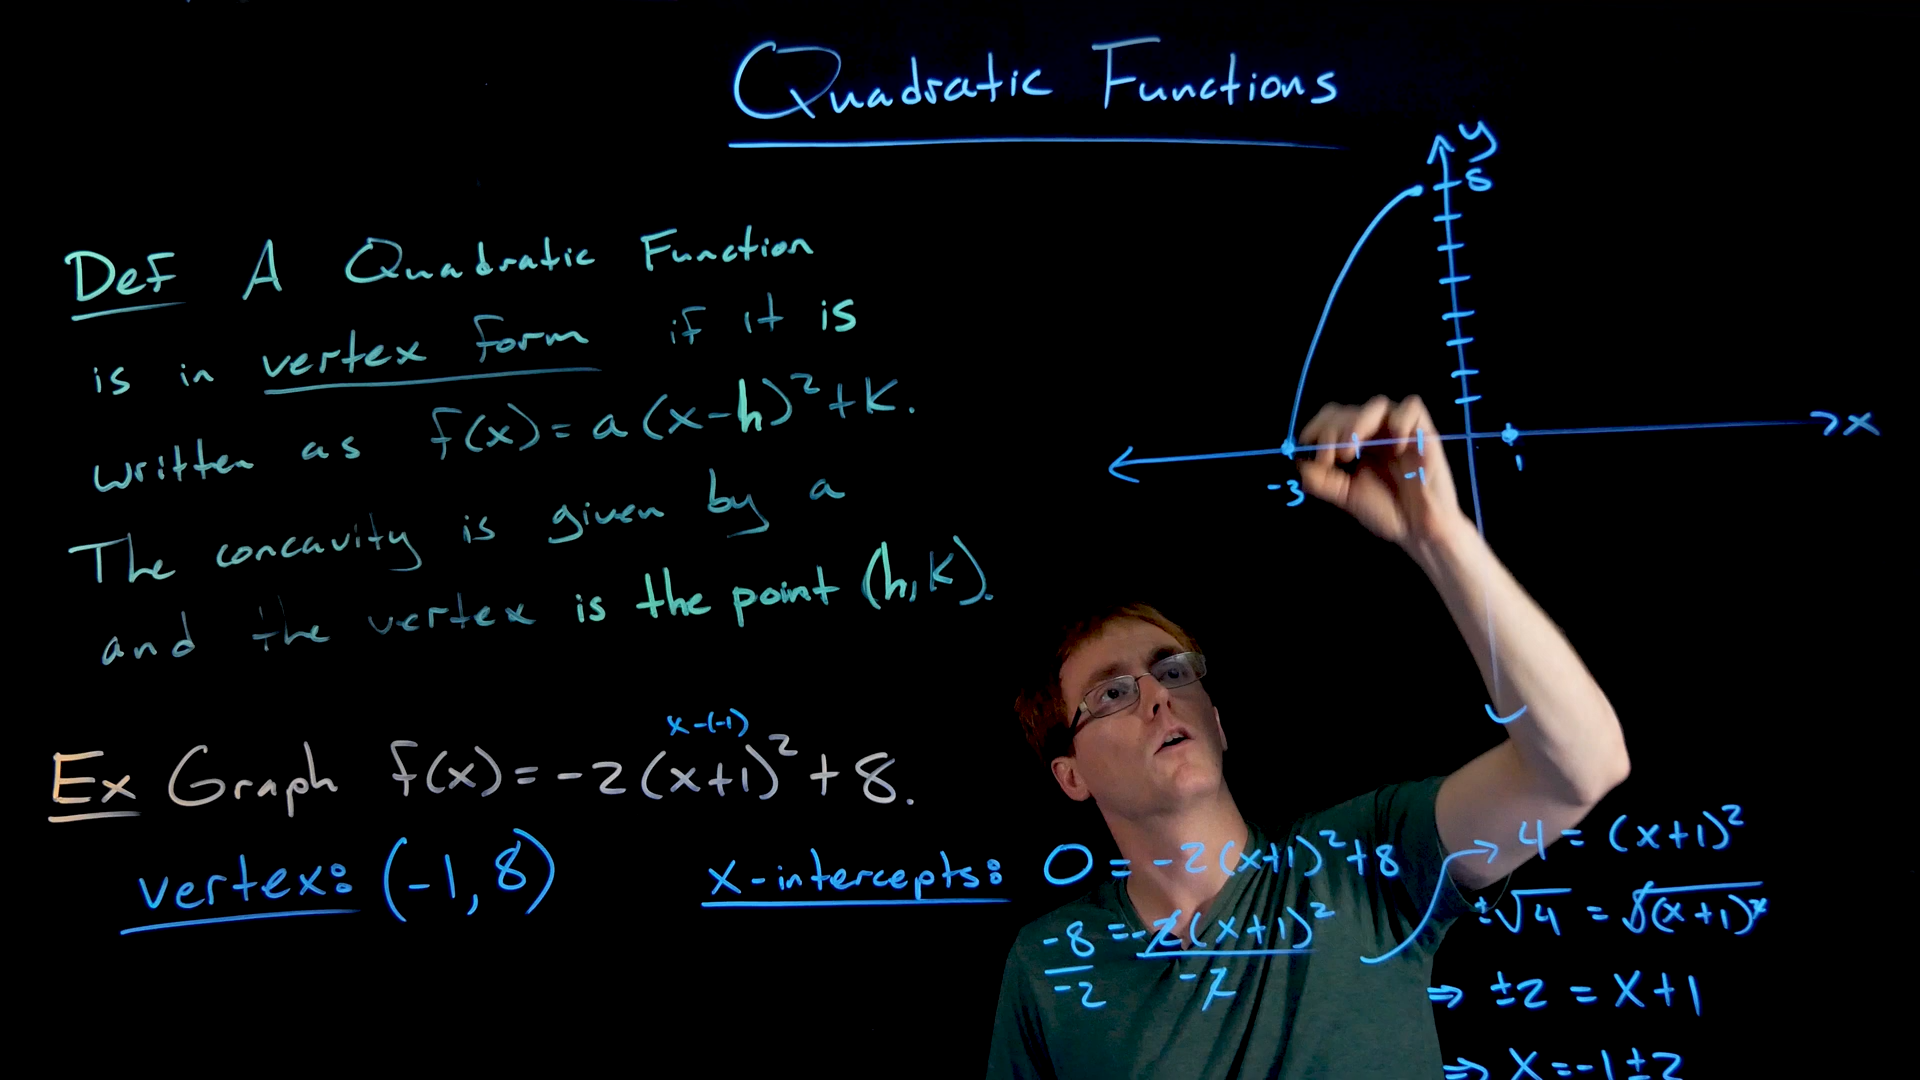 Quadratic Functions
Def A Quadratic Function
is in vertex form if it is
written as f(x)=a(x-h)²+k.
The concavity is given by a
and the vertex is the point (h,k).
x-(-1)
Ex Graph f(x)=-2(x+1)²+8.
vertex: (-1,8)
x-intercepts: 0=-2(x+1)²+8
-8/-2 = -2(x+1)²/-2
4=(x+1)²
±√4 = √(x+1)²
⇒ ±2 = x+1
⇒ x=-1±2
y
8
x
-3 -1 1